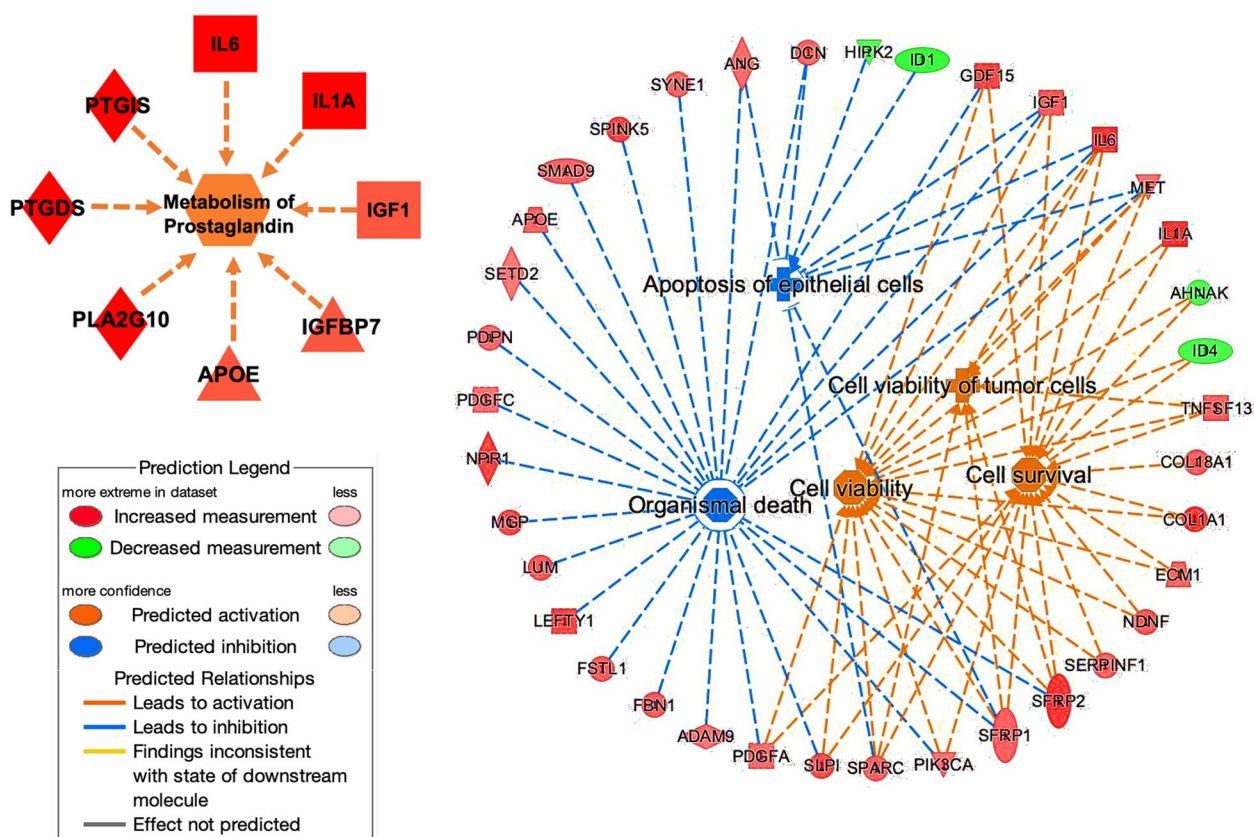 IL6
PTGIS
IL1A
PTGDS
Metabolism of
Prostaglandin
IGF1
PLA2G10
IGFBP7
APOE
Prediction Legend
more extreme in dataset
less
Increased measurement
Decreased measurement
more confidence
less
Predicted activation
Predicted inhibition
Predicted Relationships
Leads to activation
Leads to inhibition
Findings inconsistent
with state of downstream
molecule
Effect not predicted
ANG
DCN
HIPK2
ID1
GDF15
IGF1
IL6
MET
IL1A
AHNAK
ID4
TNFSF13
COL18A1
COL1A1
ECM1
NDNF
SERPINF1
SFRP2
SFRP1
PIK3CA
SPARC
SLPI
PDGFA
ADAM9
FBN1
FSTL1
LEFTY1
LUM
MGP
NPR1
PDGFC
PDPN
SETD2
APOE
SMAD9
SPINK5
SYNE1
Apoptosis of epithelial cells
Cell viability of tumor cells
Cell survival
Cell viability
Organismal death